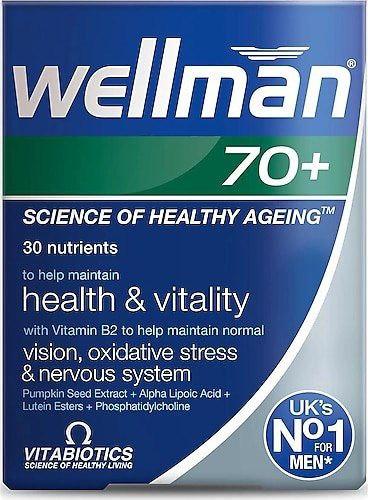 wellman®
70+
SCIENCE OF HEALTHY AGEING™
30 nutrients
to help maintain
health & vitality
with Vitamin B2 to help maintain normal
vision, oxidative stress
& nervous system
Pumpkin Seed Extract + Alpha Lipoic Acid +
Lutein Esters + Phosphatidylcholine
VITABIOTICS
SCIENCE OF HEALTHY LIVING
UK's
No1
FOR
MEN*